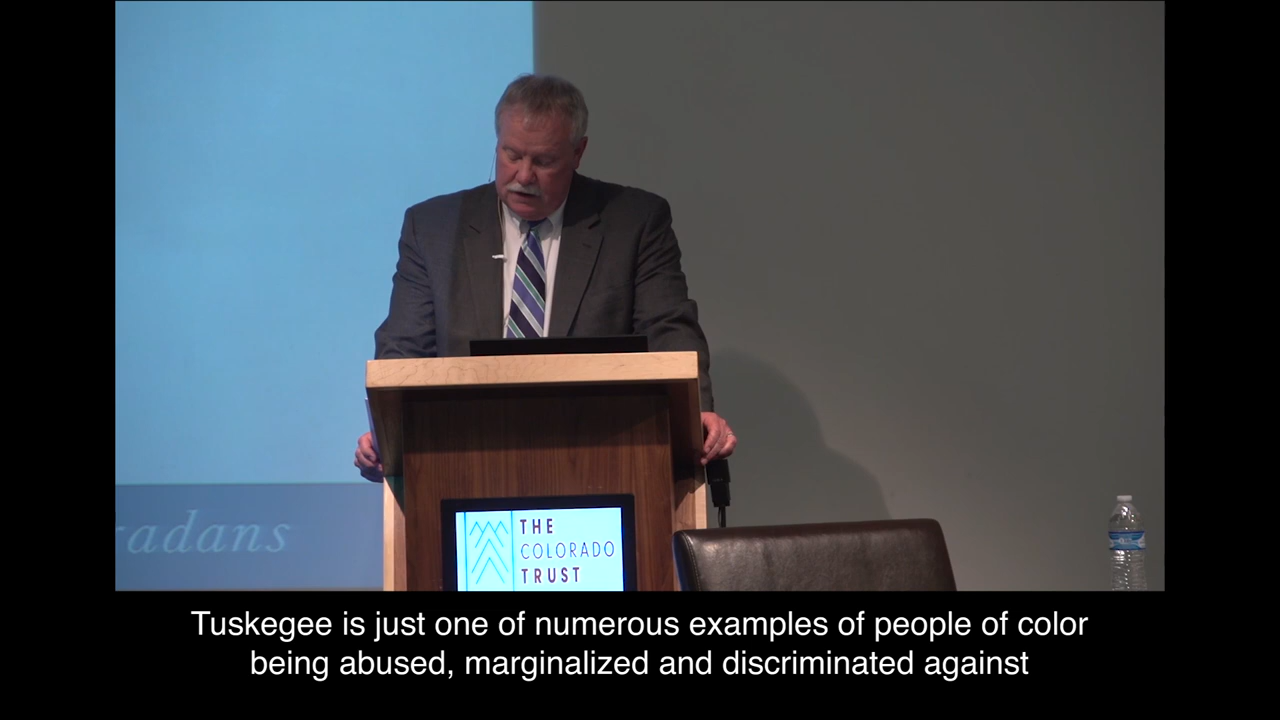 radans
THE
COLORADO
TRUST
Tuskegee is just one of numerous examples of people of color
being abused, marginalized and discriminated against